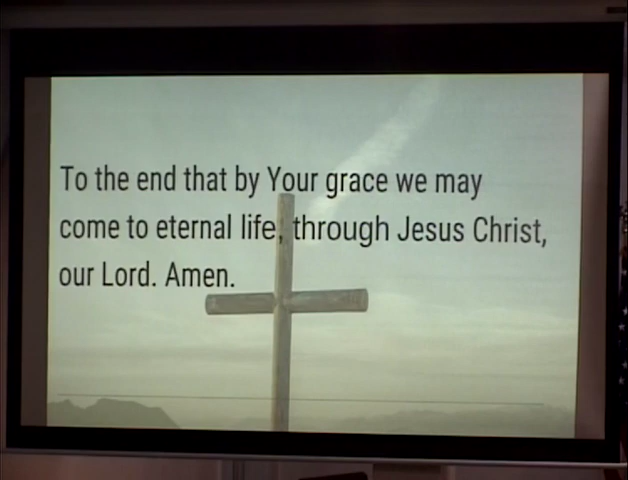 To the end that by Your grace we may
come to eternal life, through Jesus Christ,
our Lord. Amen.